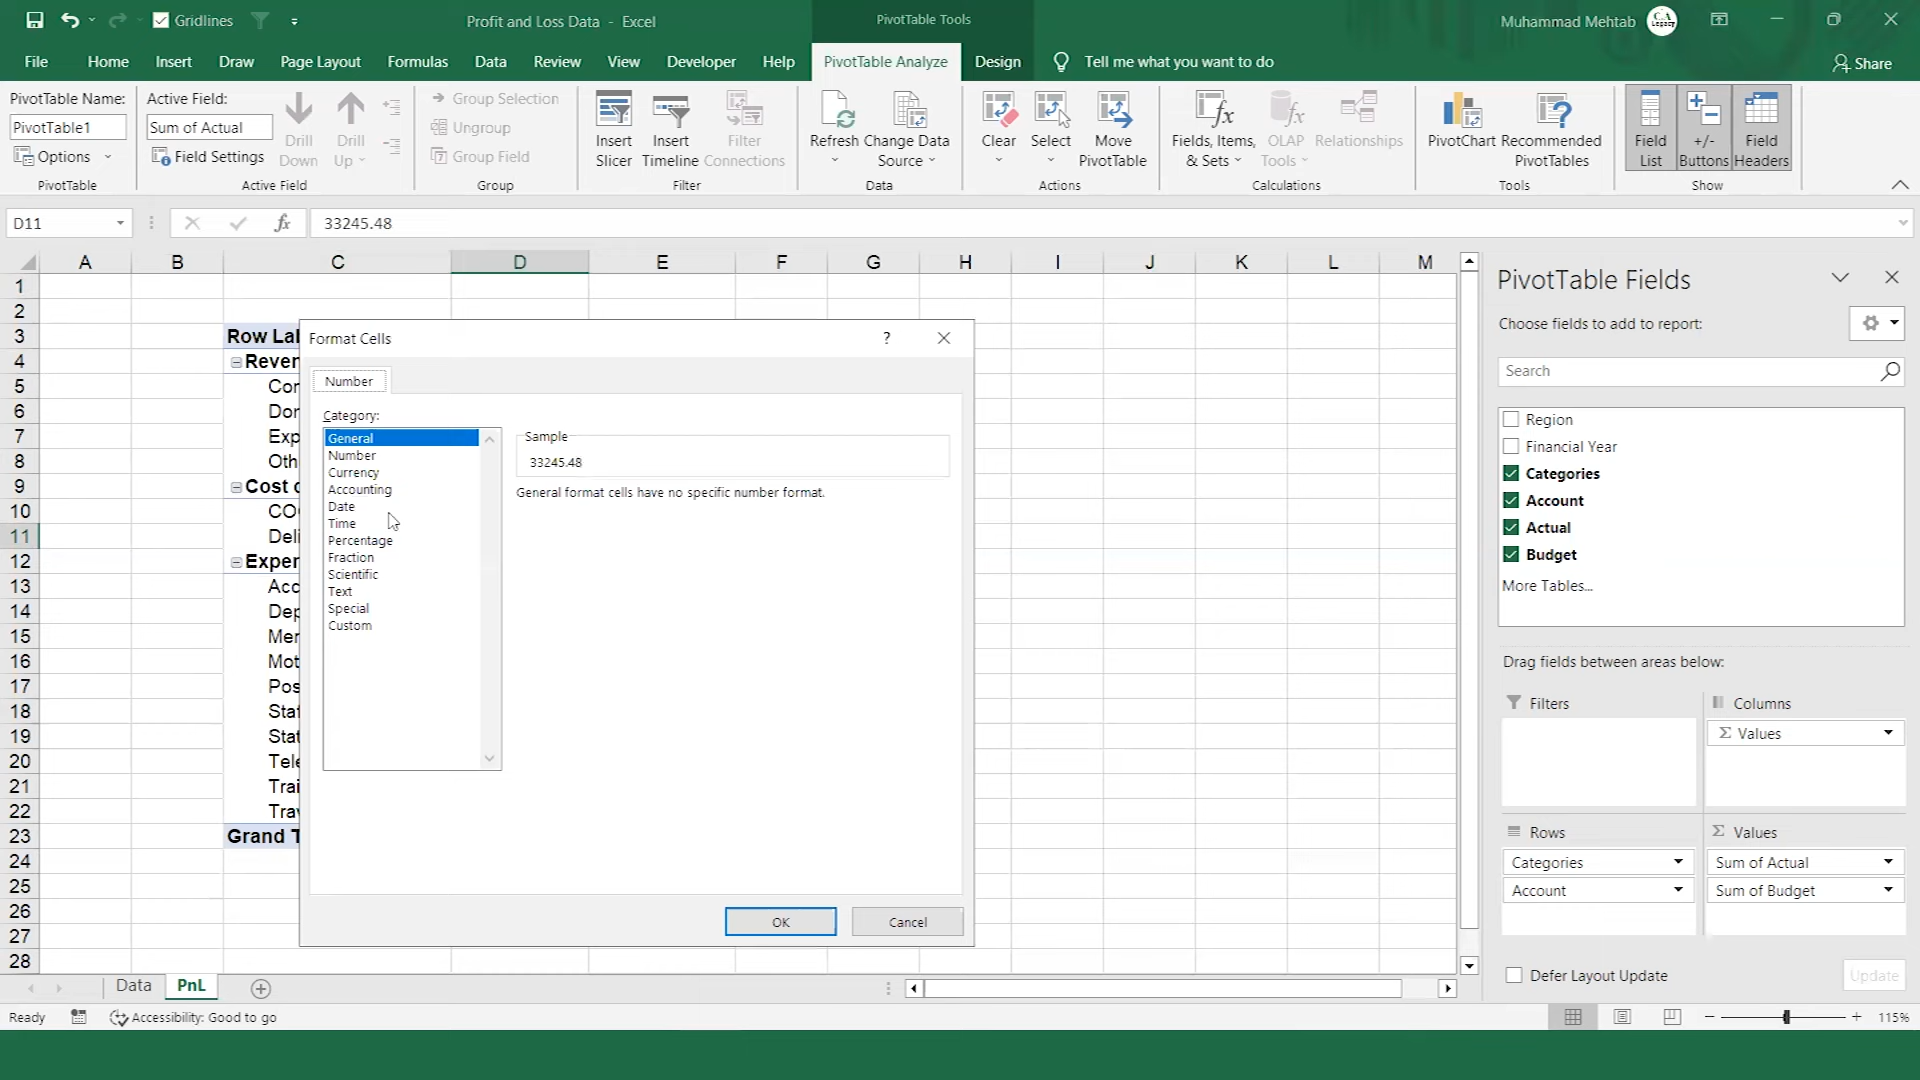 Gridlines
Profit and Loss Data - Excel
PivotTable Tools
Muhammad Mehtab
CA
Legacy
File
Home
Insert
Draw
Page Layout
Formulas
Data
Review
View
Developer
Help
PivotTable Analyze
Design
Tell me what you want to do
Share
PivotTable Name:
PivotTable1
Options
PivotTable
Active Field:
Sum of Actual
Field Settings
Drill
Down
Drill
Up
Active Field
Group Selection
Ungroup
Group Field
Group
Insert
Slicer
Insert
Timeline
Filter
Connections
Filter
Refresh
Change Data
Source
Data
Clear
Select
Move
PivotTable
Actions
Fields, Items,
& Sets
OLAP
Tools
Relationships
Calculations
PivotChart
Recommended
PivotTables
Tools
Field
List
+/-
Buttons
Field
Headers
Show
D11
fx
33245.48
A B C D E F G H I J K L M
1
2
3 Row Lal
4 Rever
5 Cor
6 Dor
7 Exp
8 Oth
9 Cost c
10 CO
11 Deli
12 Exper
13 Acc
14 Dep
15 Mer
16 Mot
17 Pos
18 Staf
19 Stat
20 Tele
21 Trai
22 Trav
23 Grand T
24
25
26
27
28
Format Cells
?
Number
Category:
General
Number
Currency
Accounting
Date
Time
Percentage
Fraction
Scientific
Text
Special
Custom
Sample
33245.48
General format cells have no specific number format.
OK
Cancel
PivotTable Fields
Choose fields to add to report:
Search
Region
Financial Year
Categories
Account
Actual
Budget
More Tables...
Drag fields between areas below:
Filters
Columns
Σ Values
Rows
Categories
Account
Σ Values
Sum of Actual
Sum of Budget
Defer Layout Update
Update
Data
PnL
Ready
Accessibility: Good to go
115%